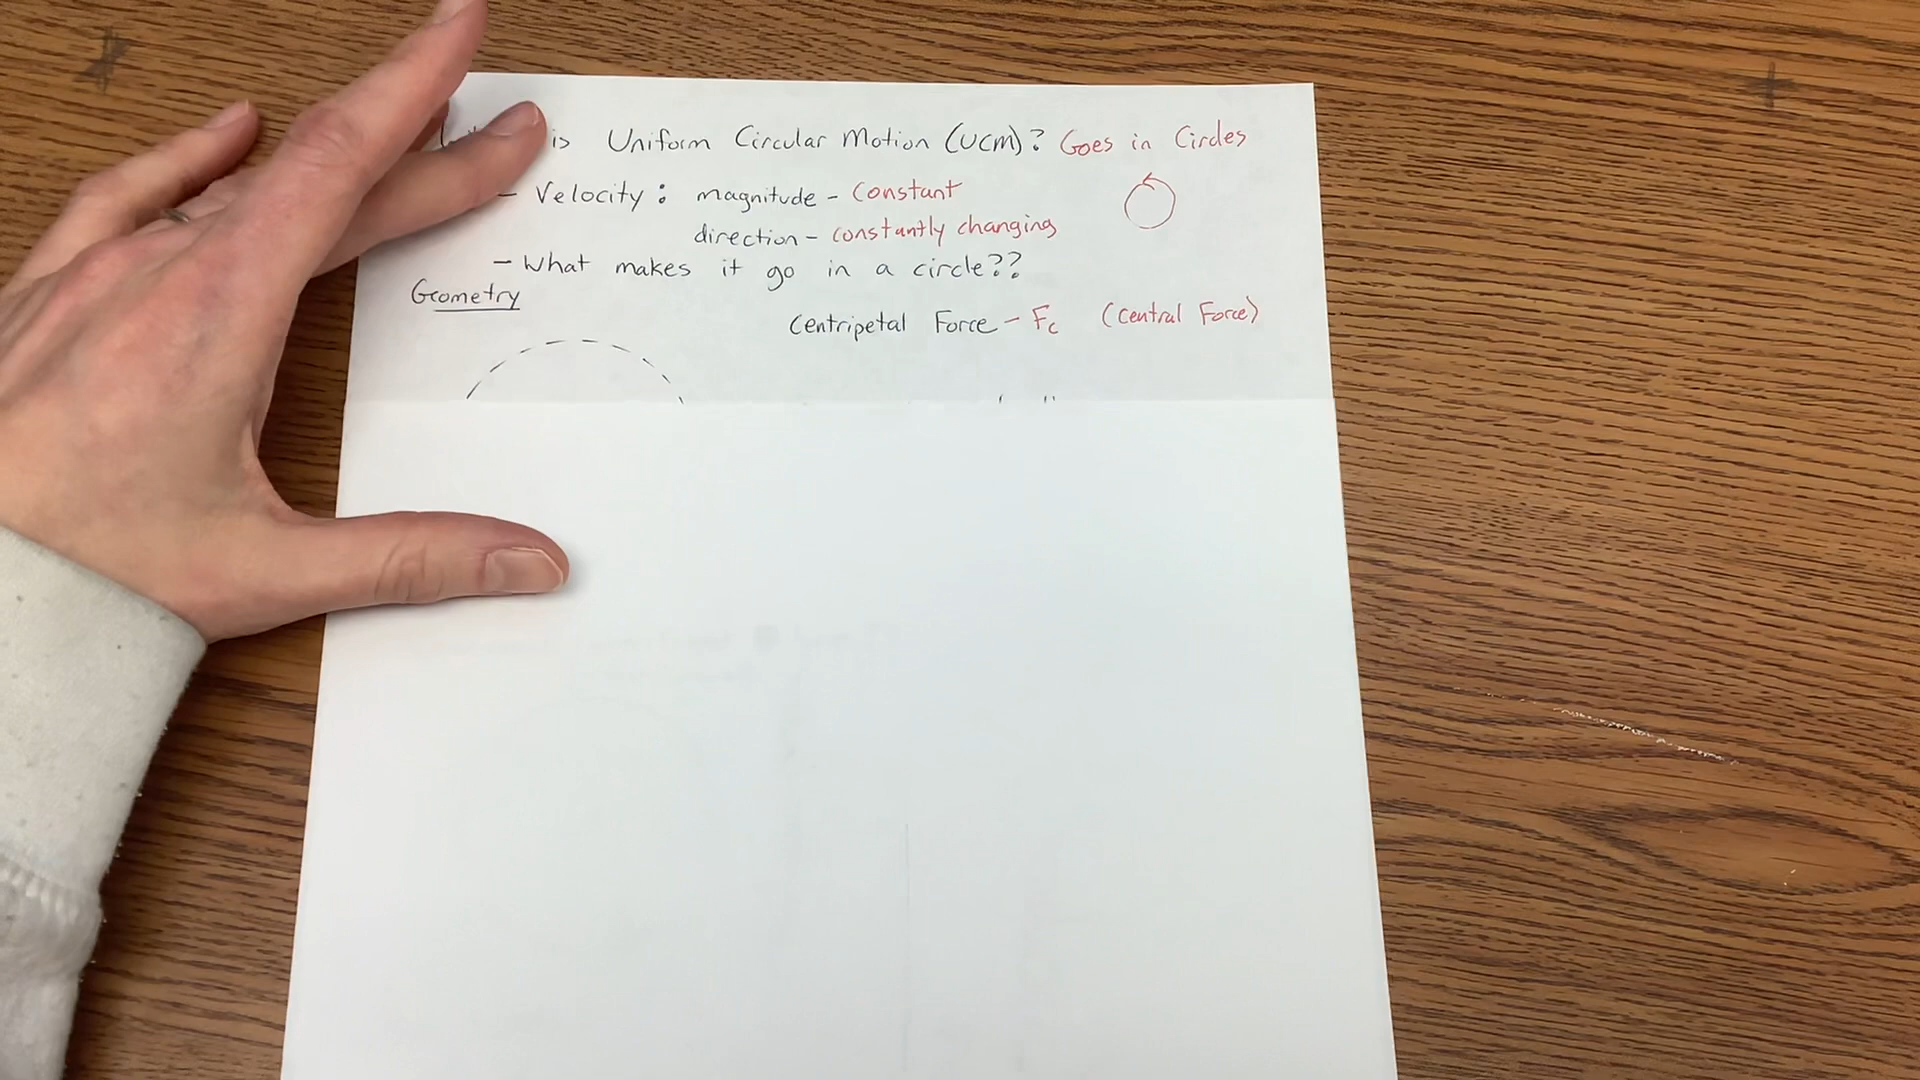 is Uniform Circular Motion (UCM)? Goes in Circles
- Velocity: magnitude - constant
direction - constantly changing
- What makes it go in a circle??
Geometry
Centripetal Force - Fc (Central Force)